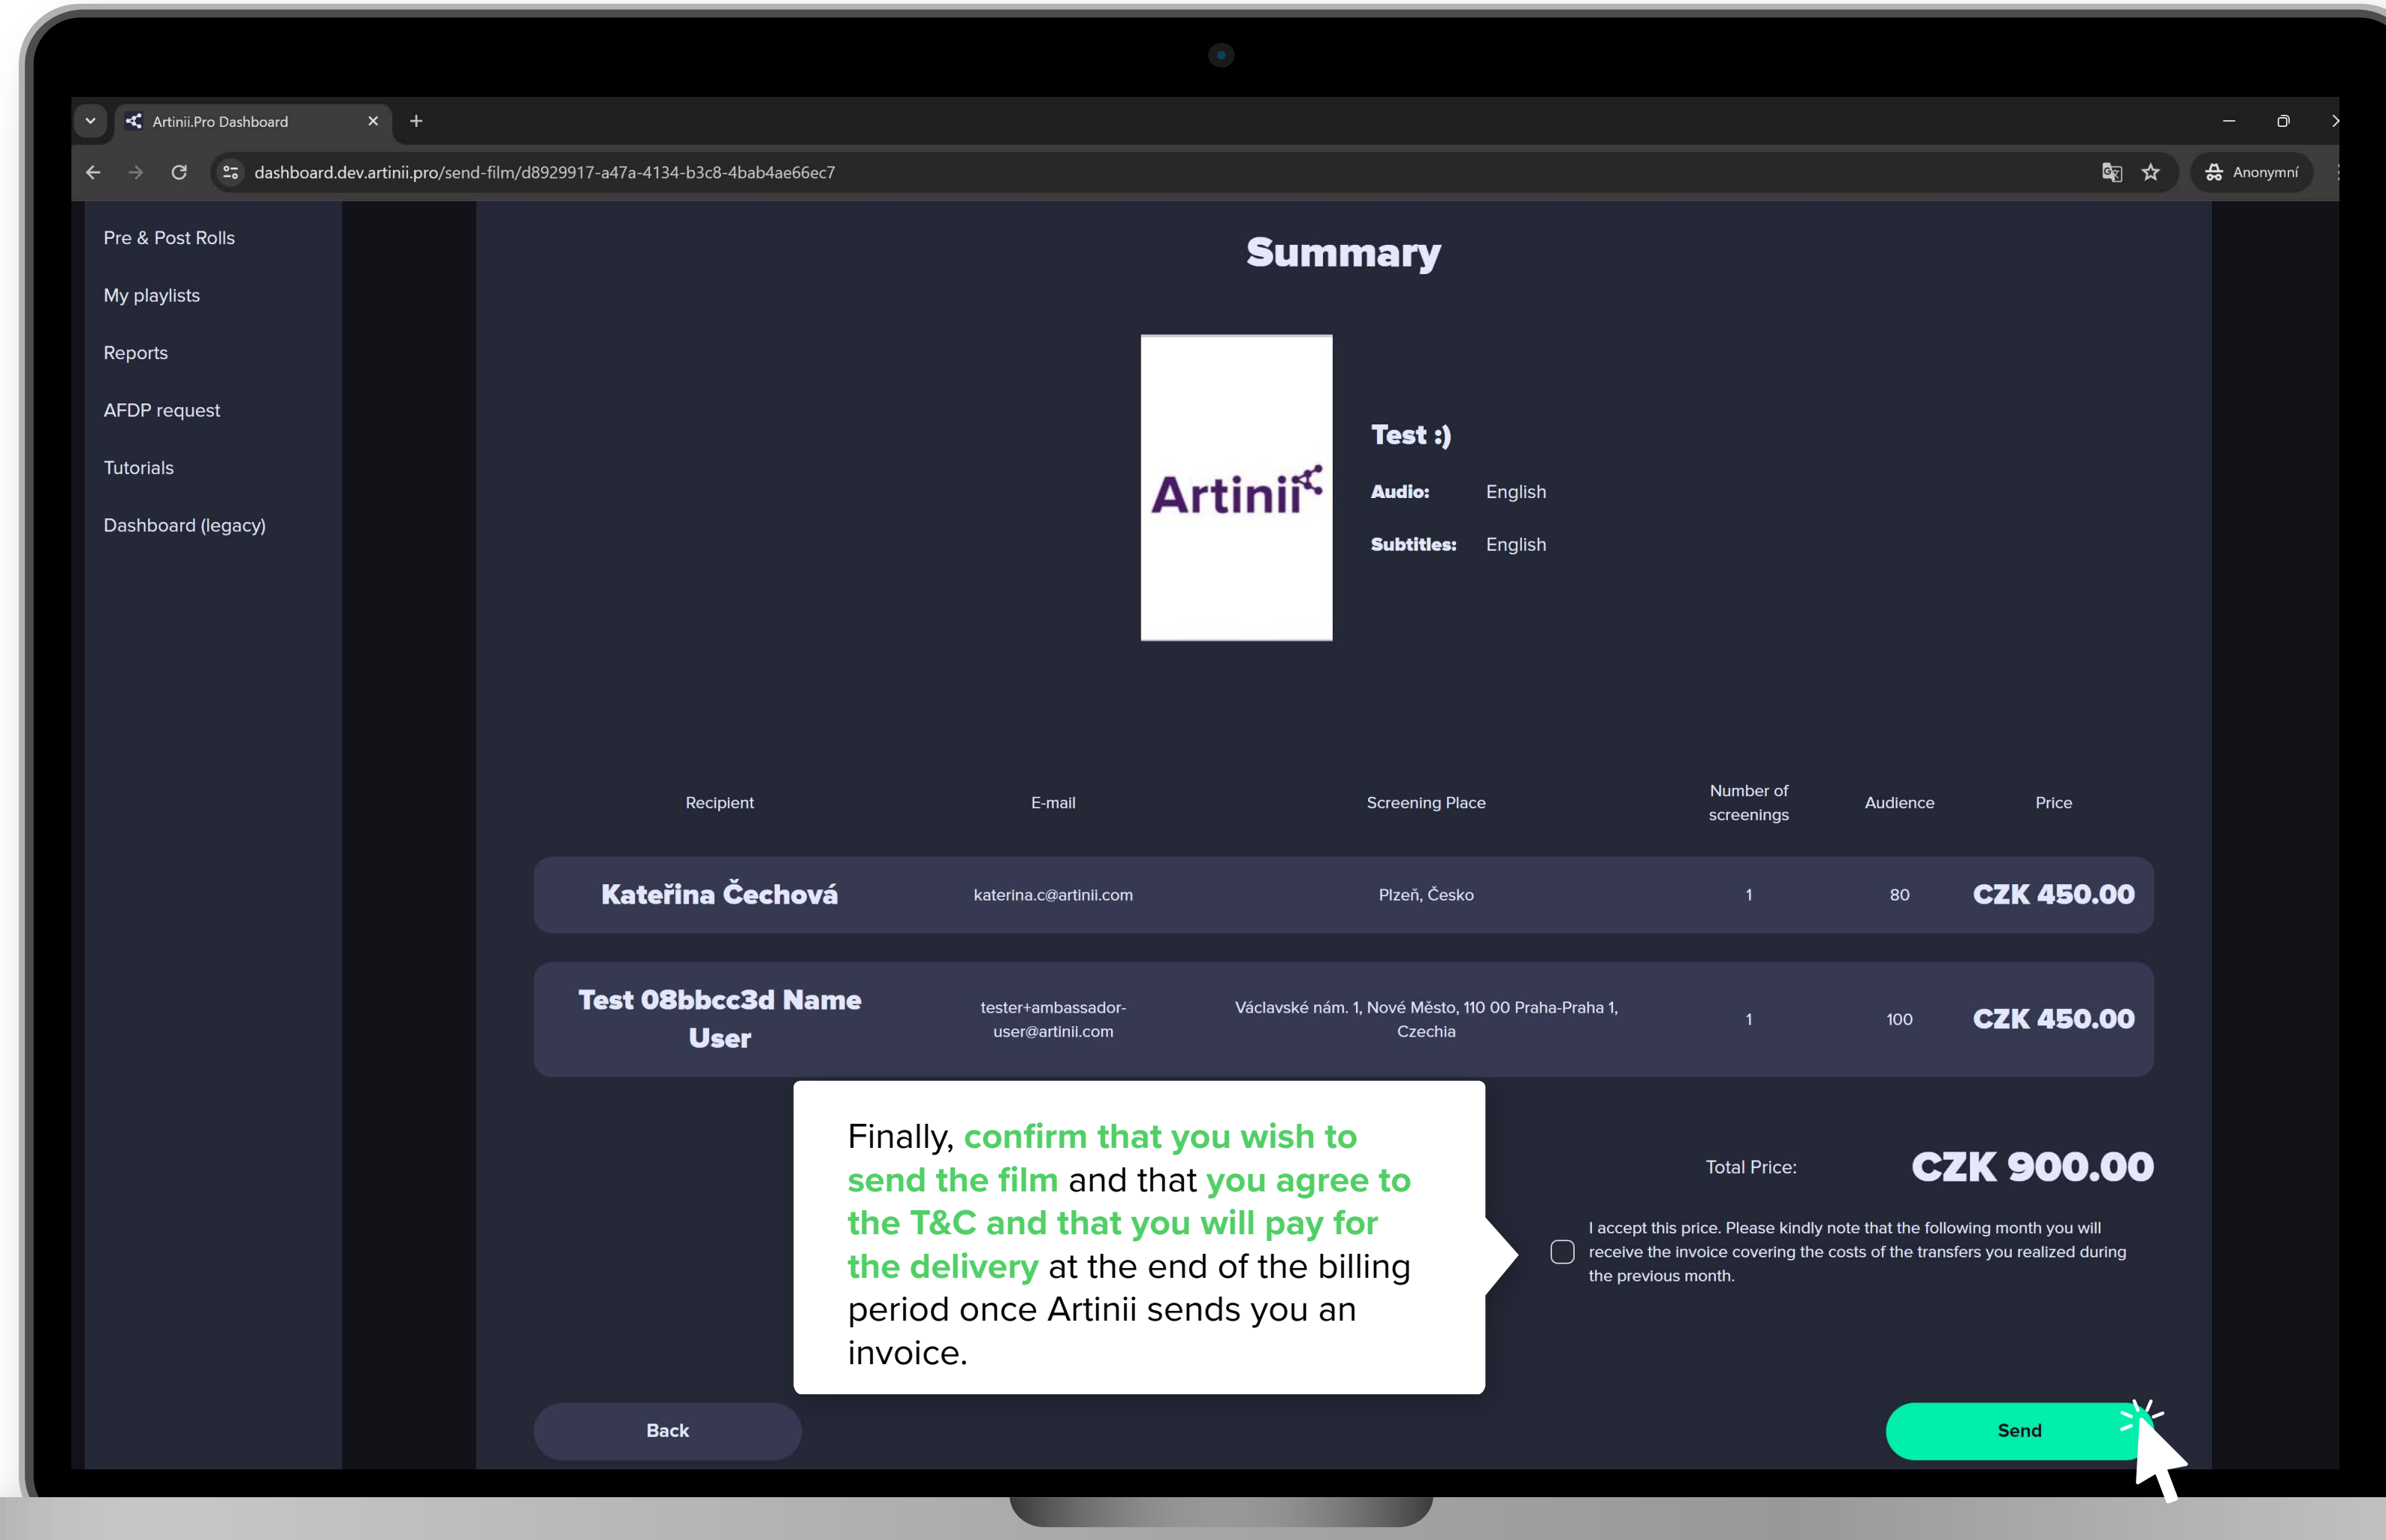 Artinii.Pro Dashboard
dashboard.dev.artinii.pro/send-film/d8929917-a47a-4134-b3c8-4bab4ae66ec7
Anonymní
Pre & Post Rolls
My playlists
Reports
AFDP request
Tutorials
Dashboard (legacy)
Summary
Artinii
Test :)
Audio: English
Subtitles: English
Recipient E-mail Screening Place Number of screenings Audience Price
Kateřina Čechová katerina.c@artinii.com Plzeň, Česko 1 80 CZK 450.00
Test 08bbcc3d Name
User
tester+ambassador-
user@artinii.com
Václavské nám. 1, Nové Město, 110 00 Praha-Praha 1,
Czechia
1 100 CZK 450.00
Finally, confirm that you wish to
send the film and that you agree to
the T&C and that you will pay for
the delivery at the end of the billing
period once Artinii sends you an
invoice.
Total Price: CZK 900.00
I accept this price. Please kindly note that the following month you will
receive the invoice covering the costs of the transfers you realized during
the previous month.
Back
Send